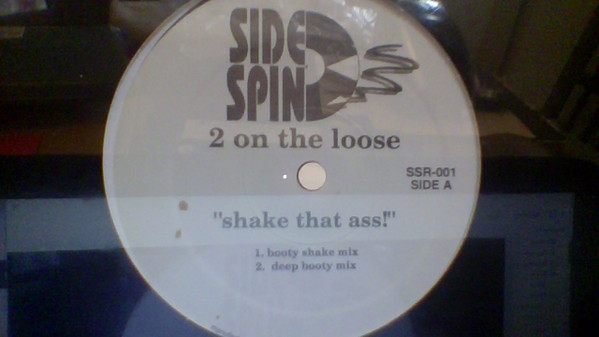 SIDE
SPIN
2 on the loose
SSR-001
SIDE A
"shake that ass!"
1. booty shake mix
2. deep booty mix